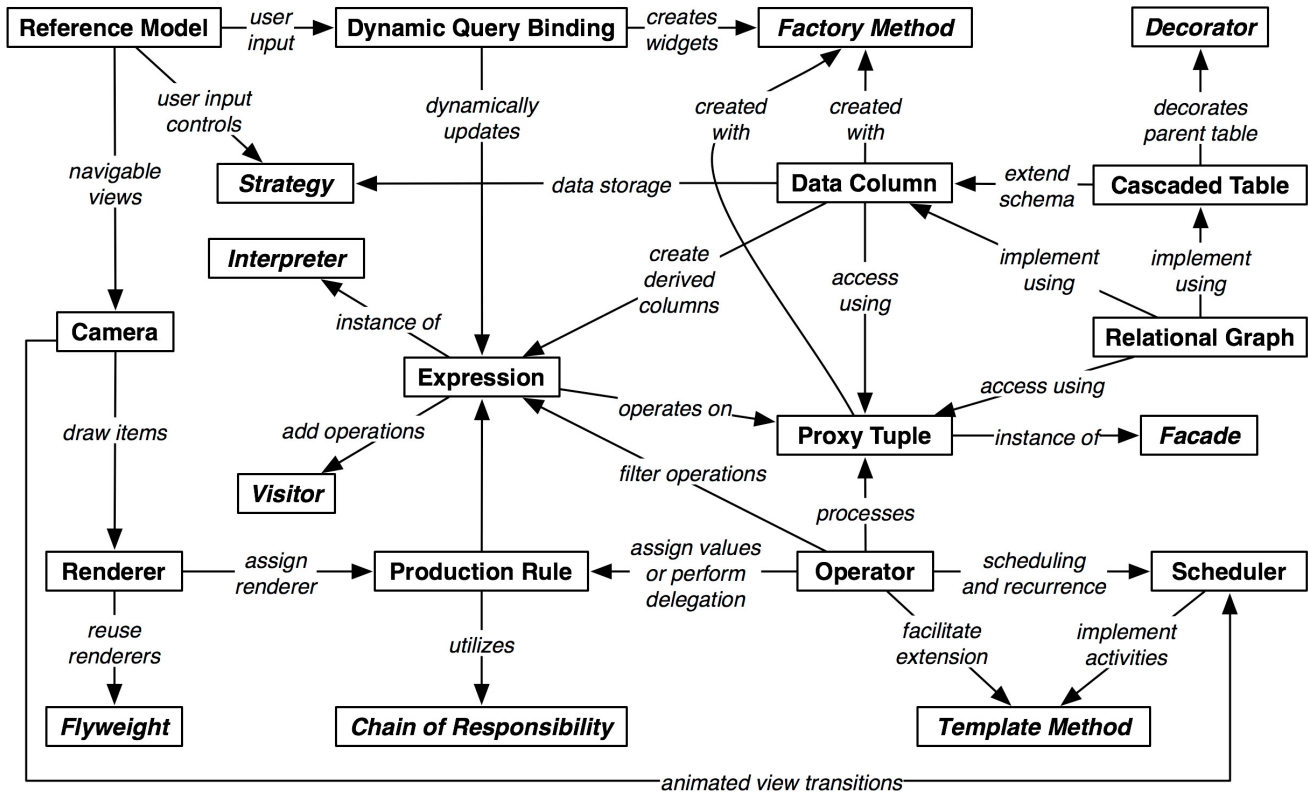 Reference Model
user
input
Dynamic Query Binding
creates
widgets
Factory Method
Decorator
user input
controls
dynamically
updates
created
with
created
with
decorates
parent table
navigable
views
Strategy
data storage
Data Column
extend
schema
Cascaded Table
Interpreter
create
derived
columns
access
using
implement
using
implement
using
instance of
Camera
Relational Graph
Expression
access using
operates on
draw items
add operations
Proxy Tuple
instance of
Facade
filter operations
Visitor
processes
Renderer
assign
renderer
Production Rule
assign values
or perform
delegation
Operator
scheduling
and recurrence
Scheduler
reuse
renderers
utilizes
facilitate
extension
implement
activities
Flyweight
Chain of Responsibility
Template Method
animated view transitions